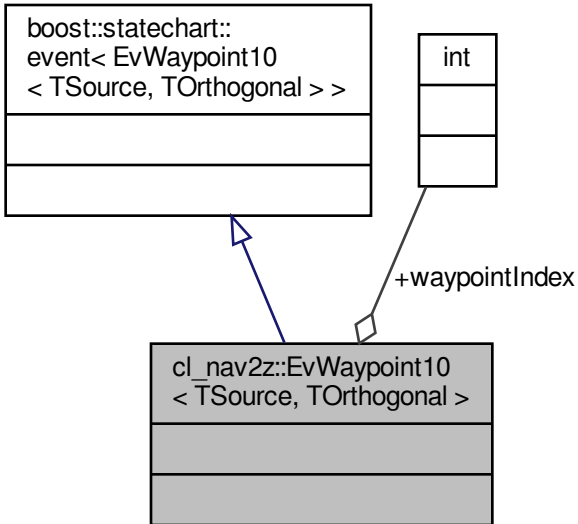 boost::statechart::
event< EvWaypoint10
< TSource, TOrthogonal > >
int
+waypointIndex
cl_nav2z::EvWaypoint10
< TSource, TOrthogonal >